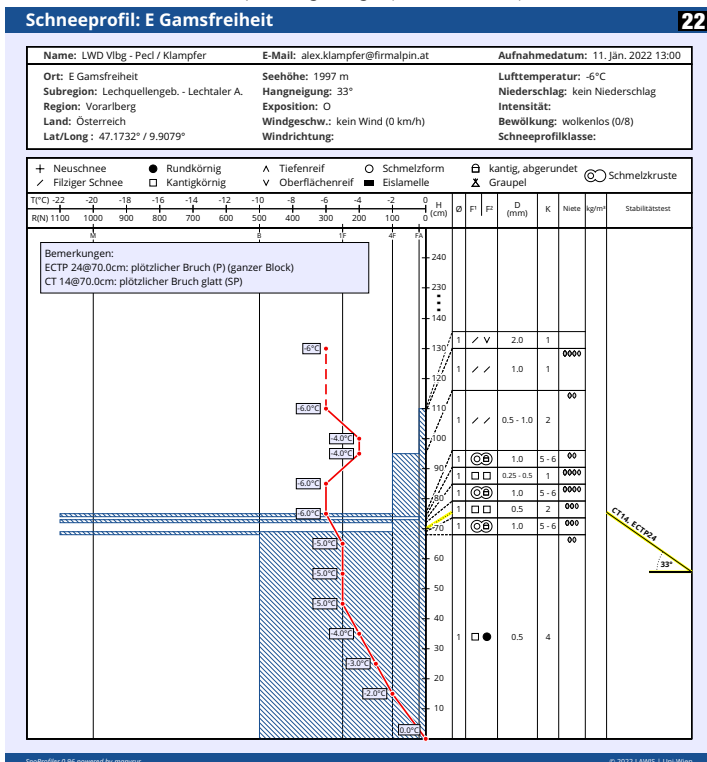 Schneeprofil: E Gamsfreiheit 22
Name: LWD Vlbg - Pecl / Klampfer E-Mail: alex.klampfer@firmalpin.at Aufnahmedatum: 11. Jän. 2022 13:00
Ort: E Gamsfreiheit Seehöhe: 1997 m Lufttemperatur: -6°C
Subregion: Lechquellengeb. - Lechtaler A. Hangneigung: 33° Niederschlag: kein Niederschlag
Region: Vorarlberg Exposition: O Intensität:
Land: Österreich Windgeschw.: kein Wind (0 km/h) Bewölkung: wolkenlos (0/8)
Lat/Long : 47.1732° / 9.9079° Windrichtung: Schneeprofilklasse:
Neuschnee Rundkörnig Tiefenreif Schmelzform kantig, abgerundet Schmelzkruste
Filziger Schnee Kantigkörnig Oberflächenreif Eislamelle Graupel
T(°C) -22 -20 -18 -16 -14 -12 -10 -8 -6 -4 -2 0 H (cm) Ø F¹ F² D (mm) K Niete kg/m³ Stabilitätstest
R(N) 1100 1000 900 800 700 600 500 400 300 200 100 0
M B 1F 4F FA
Bemerkungen:
ECTP 24@70.0cm: plötzlicher Bruch (P) (ganzer Block)
CT 14@70.0cm: plötzlicher Bruch glatt (SP)
240
230
140
1 2.0 1
-6°C 130
1 1.0 1
120
-6.0°C 110
1 0.5 - 1.0 2
-4.0°C 100
-4.0°C
1 1.0 5 - 6
90
1 0.25 - 0.5 1
-6.0°C
1 1.0 5 - 6
80
1 0.5 2
-6.0°C
1 1.0 5 - 6
70
CT14, ECTP24
-5.0°C
60
33°
-5.0°C
50
-5.0°C
40
-4.0°C
1 0.5 4
30
-3.0°C
20
-2.0°C
10
0.0°C
SnoProfiler 0.96 powered by manucus © 2022 LAWIS | Uni Wien